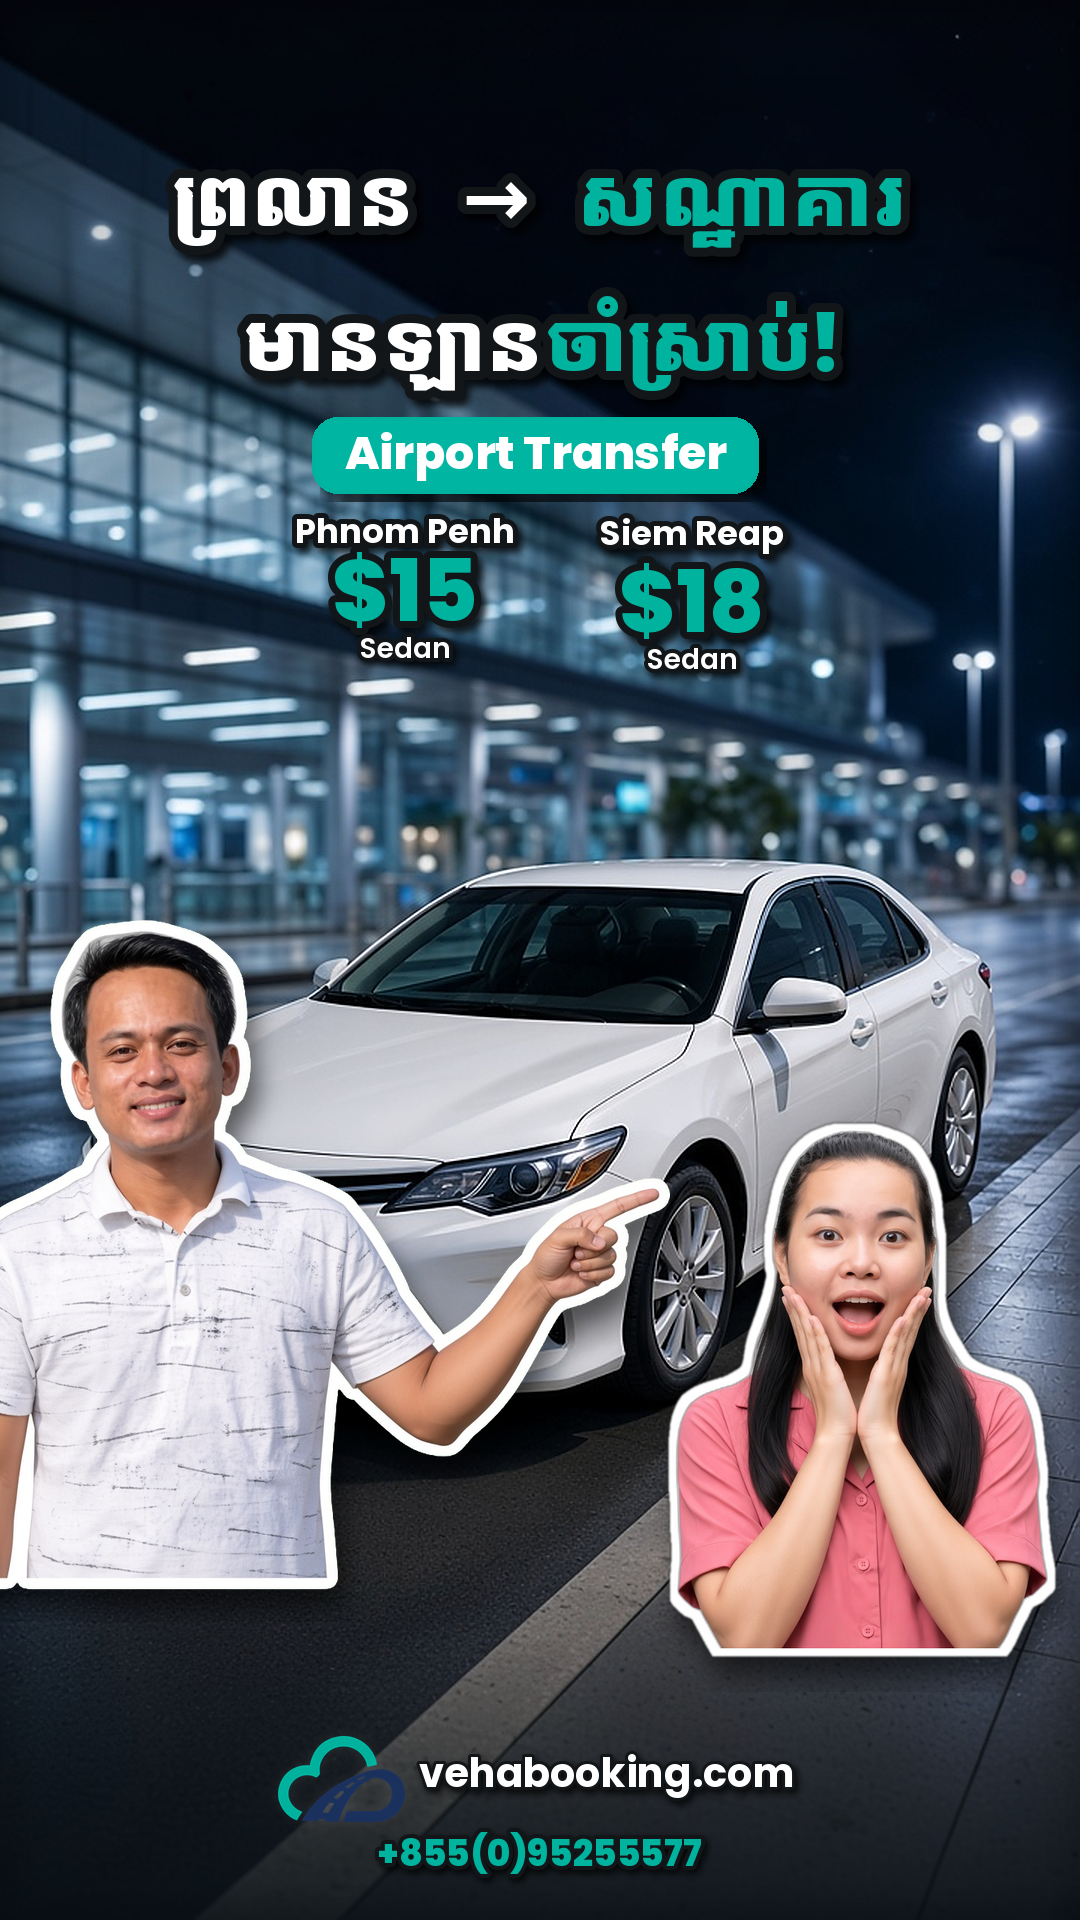 ព្រលាន → សណ្ឋាគារ
មានឡានចាំស្រាប់!
Airport Transfer
Phnom Penh
$15
Sedan
Siem Reap
$18
Sedan
vehabooking.com
+855(0)95255577